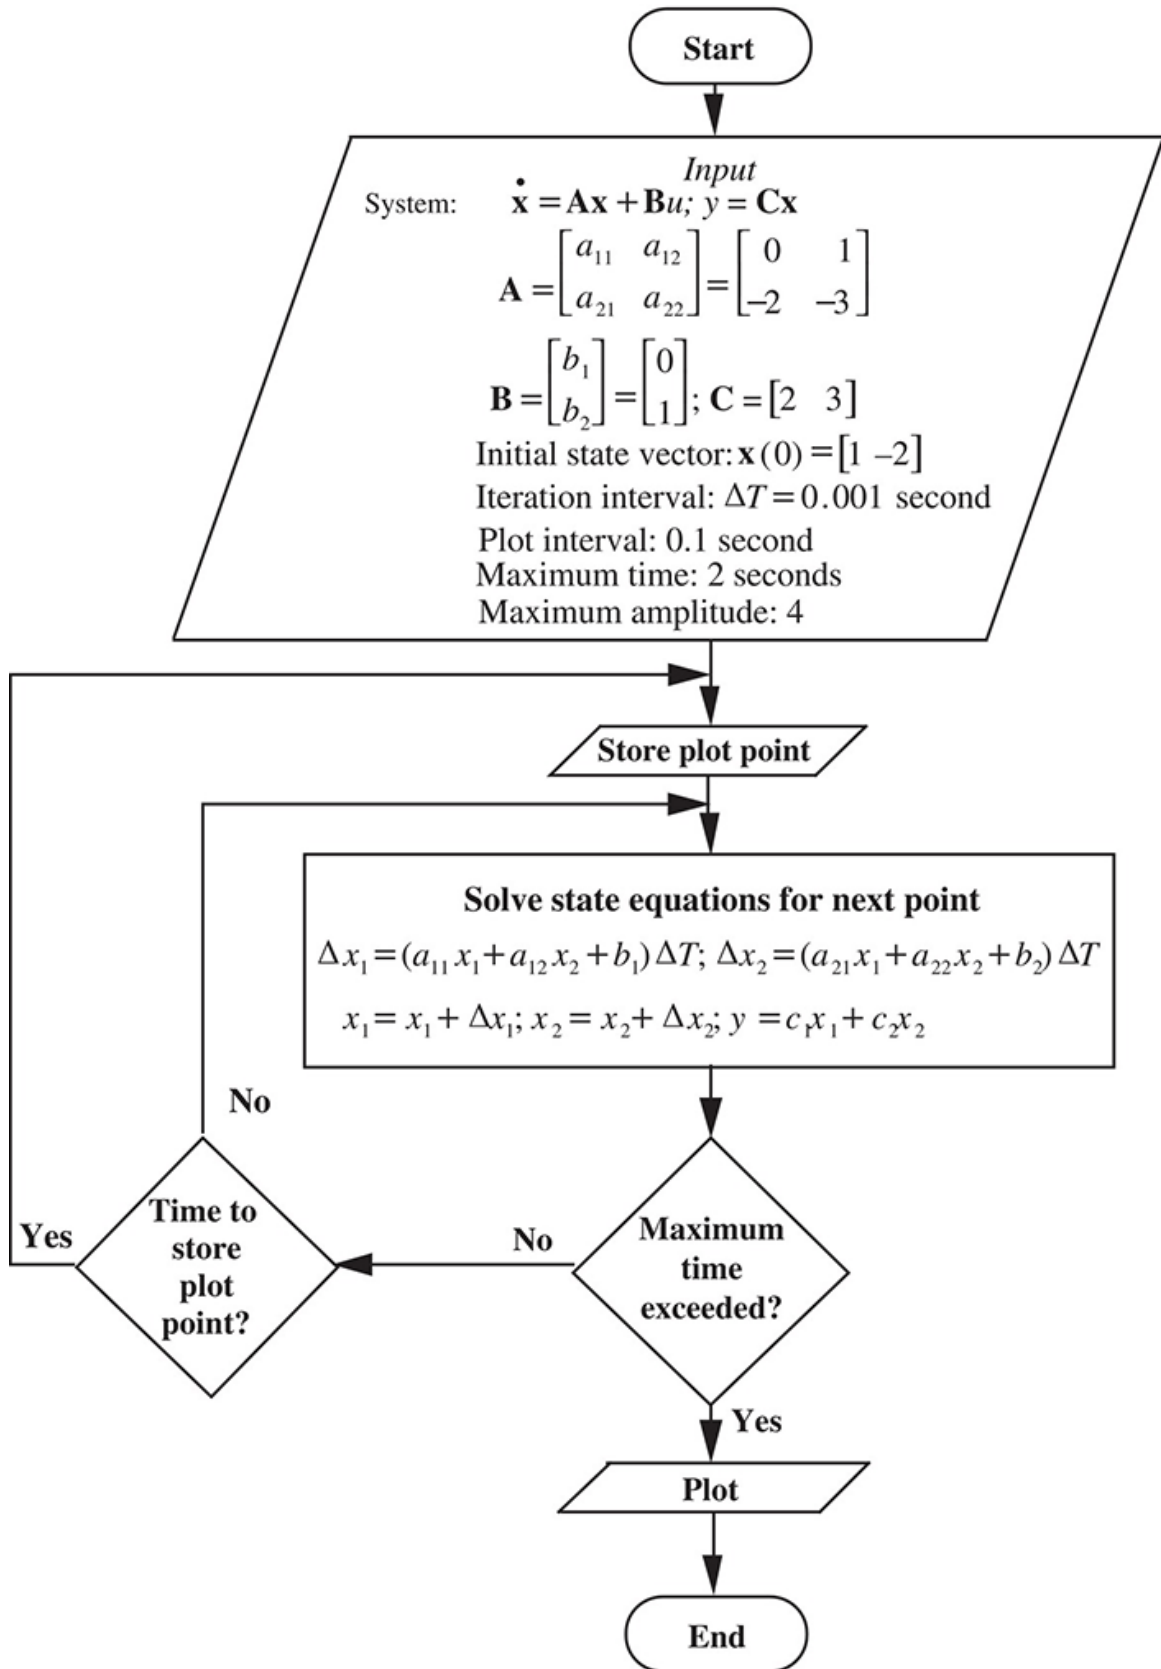 Start
Input
System: ẋ = Ax + Bu; y = Cx
A = [a₁₁ a₁₂; a₂₁ a₂₂] = [0 1; –2 –3]
B = [b₁; b₂] = [0; 1]; C = [2 3]
Initial state vector: x(0) = [1 –2]
Iteration interval: ΔT = 0.001 second
Plot interval: 0.1 second
Maximum time: 2 seconds
Maximum amplitude: 4
Store plot point
Solve state equations for next point
Δx₁ = (a₁₁x₁ + a₁₂x₂ + b₁) ΔT; Δx₂ = (a₂₁x₁ + a₂₂x₂ + b₂) ΔT
x₁ = x₁ + Δx₁; x₂ = x₂ + Δx₂; y = c₁x₁ + c₂x₂
No
Time to
store
plot
point?
Yes
No
Maximum
time
exceeded?
Yes
Plot
End